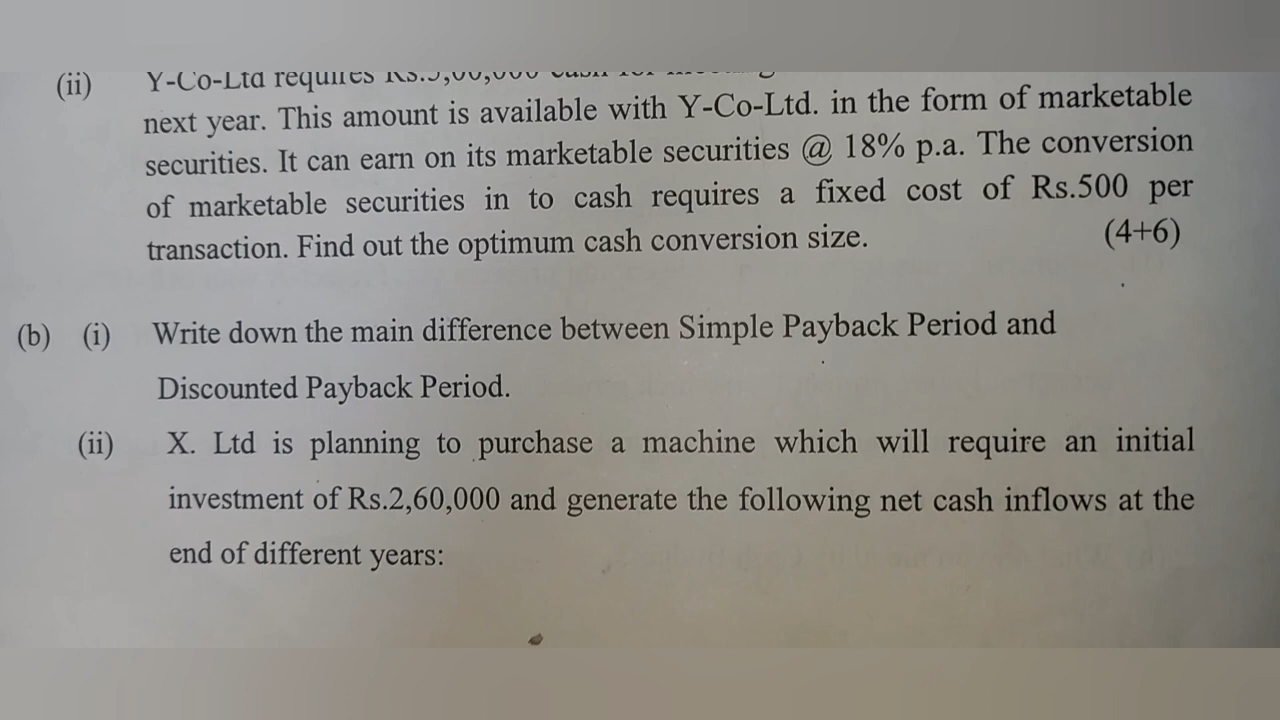 (ii) Y-Co-Ltd requires cash for
next year. This amount is available with Y-Co-Ltd. in the form of marketable
securities. It can earn on its marketable securities @ 18% p.a. The conversion
of marketable securities in to cash requires a fixed cost of Rs.500 per
transaction. Find out the optimum cash conversion size. (4+6)
(b) (i) Write down the main difference between Simple Payback Period and
Discounted Payback Period.
(ii) X. Ltd is planning to purchase a machine which will require an initial
investment of Rs.2,60,000 and generate the following net cash inflows at the
end of different years: